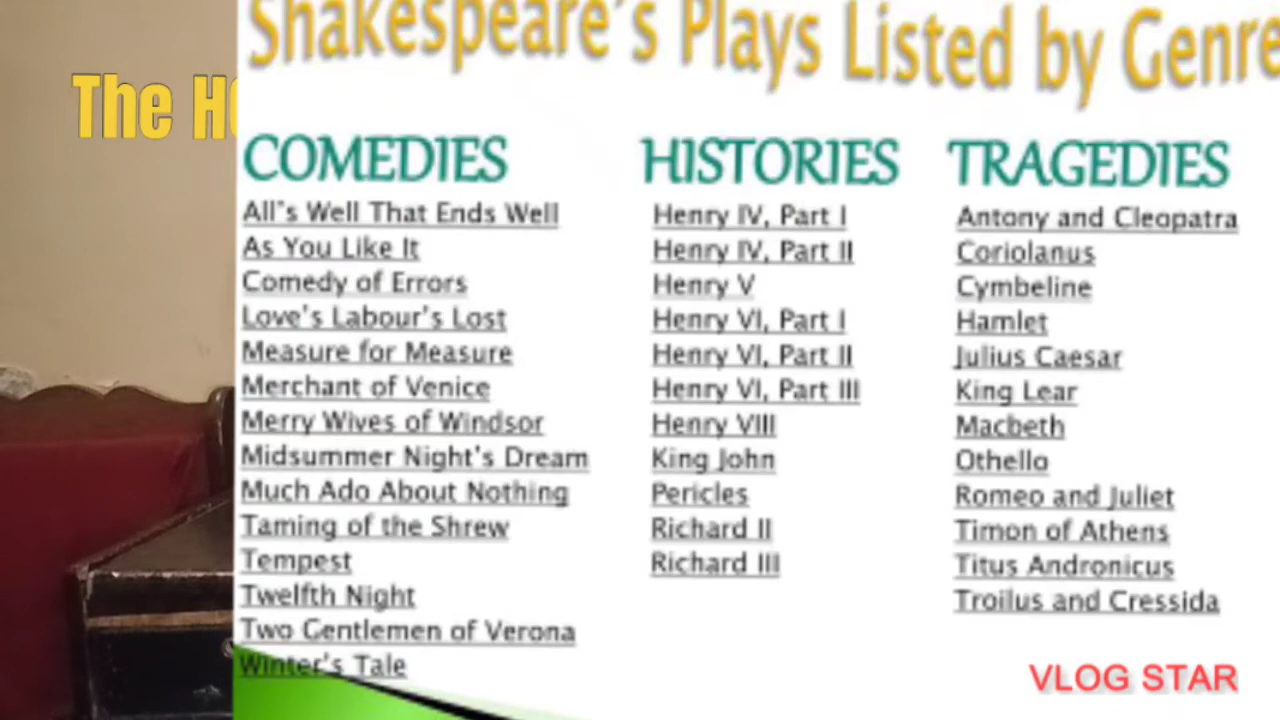 Shakespeare's Plays Listed by Genre
The H
COMEDIES
All's Well That Ends Well
As You Like It
Comedy of Errors
Love's Labour's Lost
Measure for Measure
Merchant of Venice
Merry Wives of Windsor
Midsummer Night's Dream
Much Ado About Nothing
Taming of the Shrew
Tempest
Twelfth Night
Two Gentlemen of Verona
Winter's Tale
HISTORIES
Henry IV, Part I
Henry IV, Part II
Henry V
Henry VI, Part I
Henry VI, Part II
Henry VI, Part III
Henry VIII
King John
Pericles
Richard II
Richard III
TRAGEDIES
Antony and Cleopatra
Coriolanus
Cymbeline
Hamlet
Julius Caesar
King Lear
Macbeth
Othello
Romeo and Juliet
Timon of Athens
Titus Andronicus
Troilus and Cressida
VLOG STAR